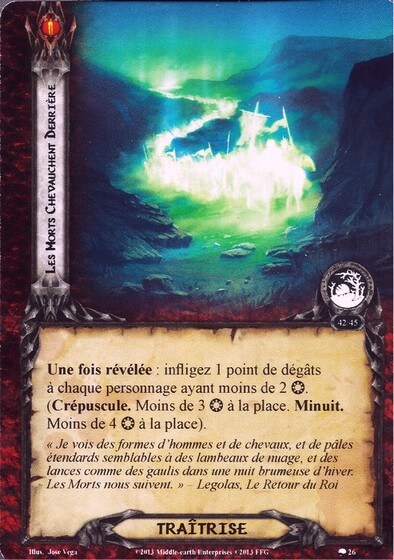 Les Morts Chevauchent Derrière
42-45
Une fois révélée : infligez 1 point de dégâts
à chaque personnage ayant moins de 2
(Crépuscule. Moins de 3 à la place. Minuit.
Moins de 4 à la place).
« Je vois des formes d'hommes et de chevaux, et de pâles
étendards semblables à des lambeaux de nuage, et des
lances comme des gaulis dans une nuit brumeuse d'hiver.
Les Morts nous suivent. » – Legolas, Le Retour du Roi
TRAÎTRISE
Illus. Jose Vega ©2013 Middle-earth Enterprises • 2013 FFG 26